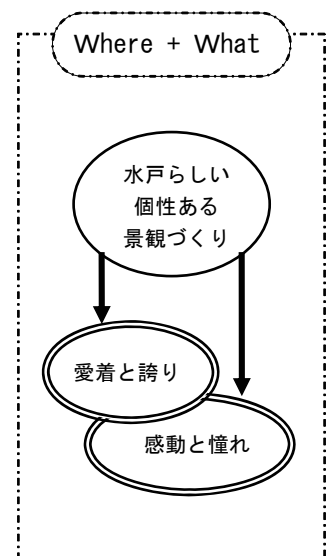 Where + What
水戸らしい
個性ある
景観づくり
愛着と誇り
感動と憧れ